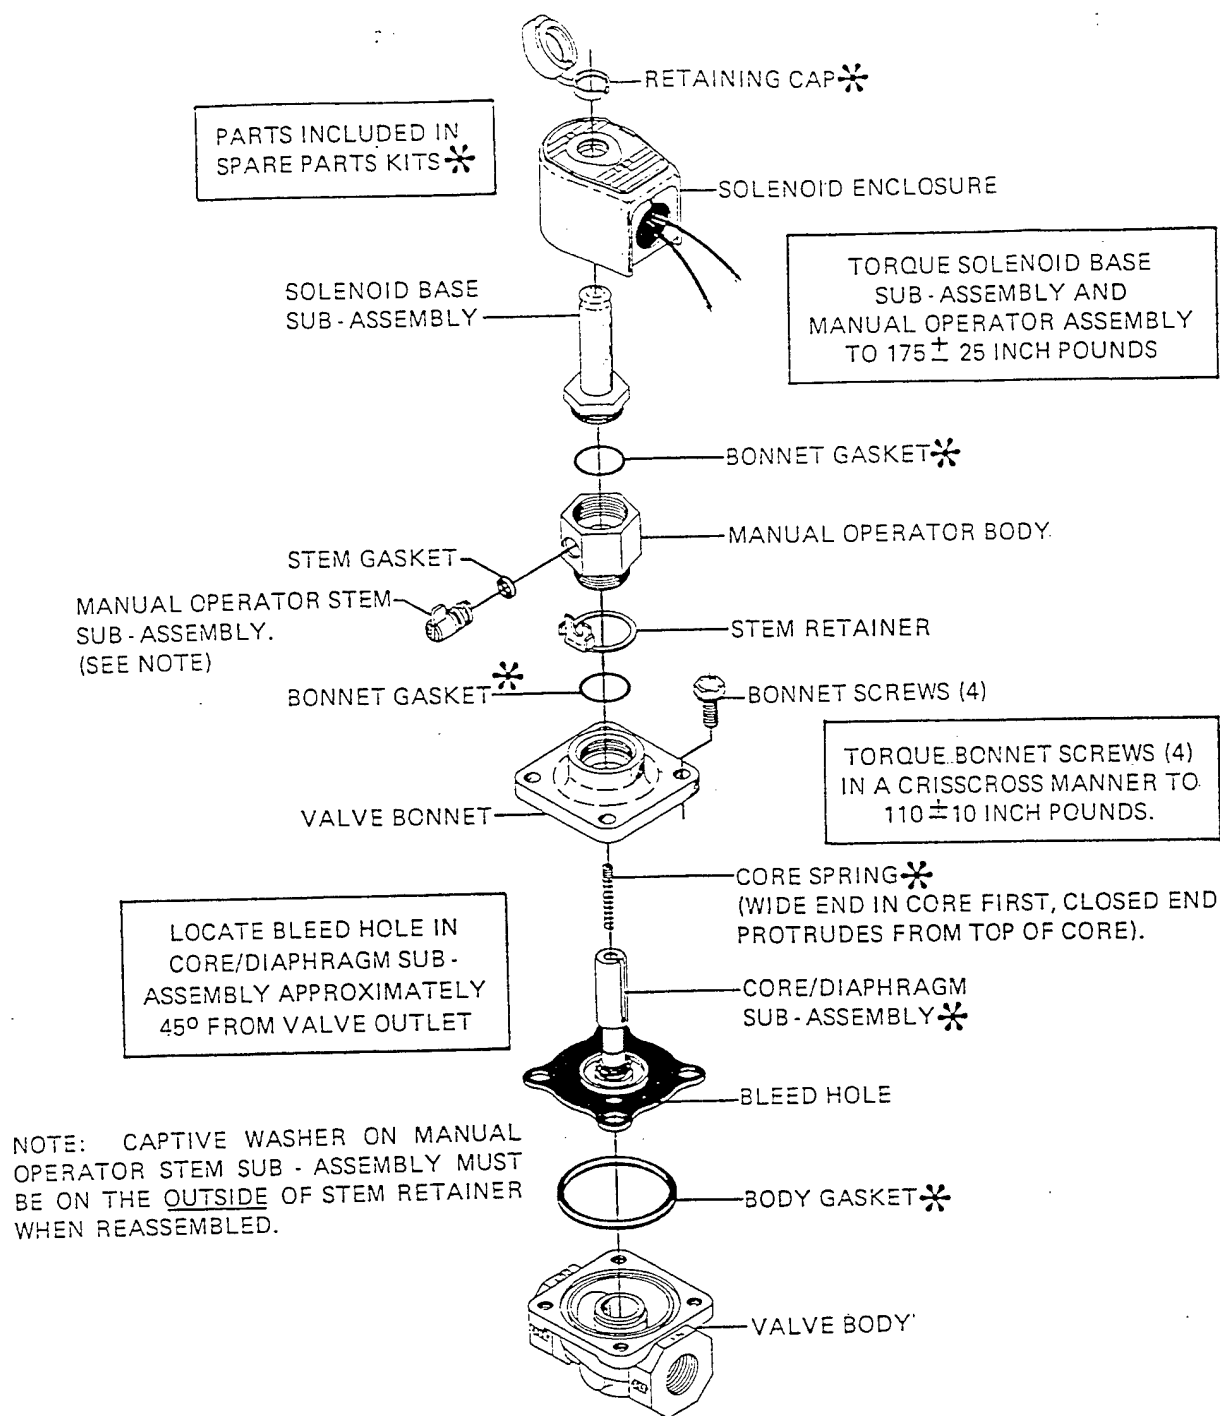 RETAINING CAP*
PARTS INCLUDED IN
SPARE PARTS KITS*
SOLENOID ENCLOSURE
TORQUE SOLENOID BASE
SUB-ASSEMBLY AND
MANUAL OPERATOR ASSEMBLY
TO 175 ± 25 INCH POUNDS
SOLENOID BASE
SUB-ASSEMBLY
BONNET GASKET*
MANUAL OPERATOR BODY
STEM GASKET
MANUAL OPERATOR STEM
SUB-ASSEMBLY.
(SEE NOTE)
STEM RETAINER
BONNET GASKET*
BONNET SCREWS (4)
TORQUE BONNET SCREWS (4)
IN A CRISSCROSS MANNER TO
110 ± 10 INCH POUNDS.
VALVE BONNET
CORE SPRING*
(WIDE END IN CORE FIRST, CLOSED END
PROTRUDES FROM TOP OF CORE).
LOCATE BLEED HOLE IN
CORE/DIAPHRAGM SUB-
ASSEMBLY APPROXIMATELY
45° FROM VALVE OUTLET
CORE/DIAPHRAGM
SUB-ASSEMBLY*
BLEED HOLE
NOTE: CAPTIVE WASHER ON MANUAL
OPERATOR STEM SUB-ASSEMBLY MUST
BE ON THE OUTSIDE OF STEM RETAINER
WHEN REASSEMBLED.
BODY GASKET*
VALVE BODY